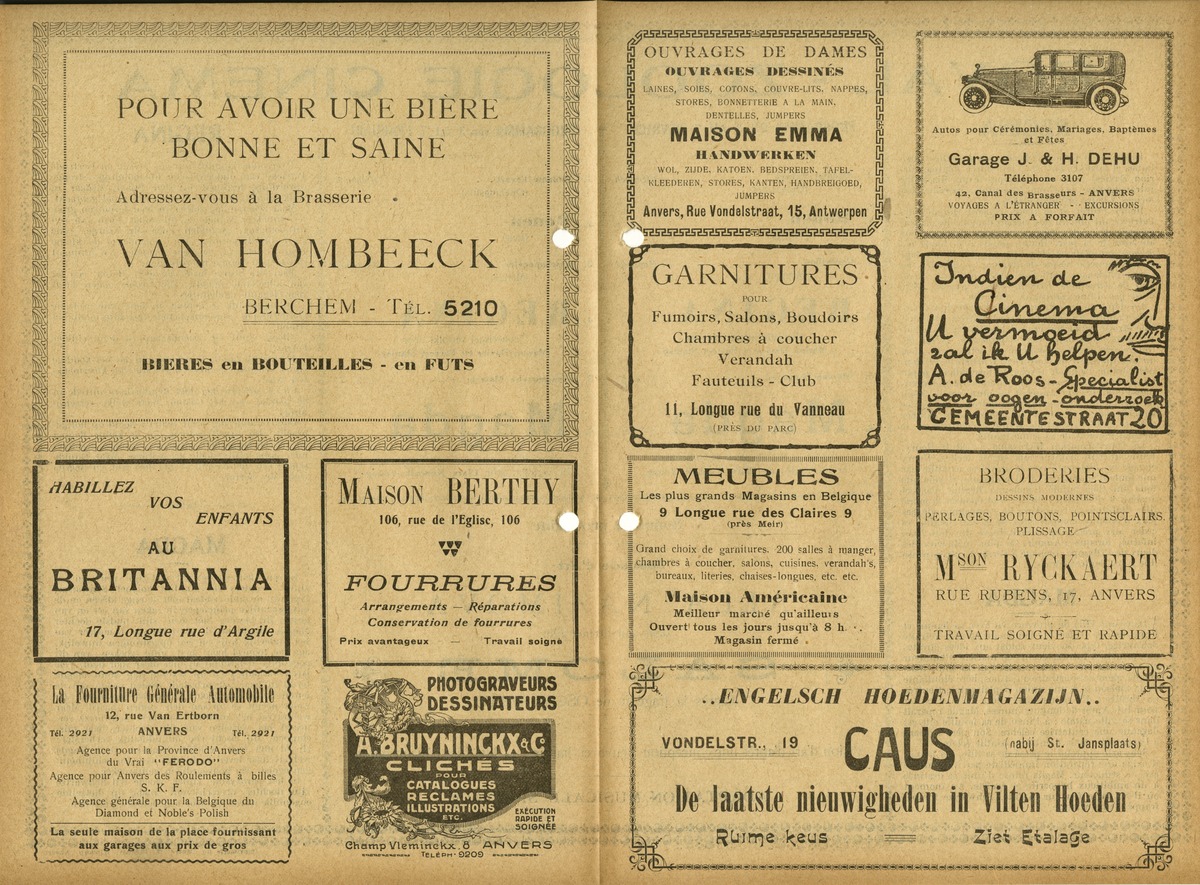 POUR AVOIR UNE BIÈRE
BONNE ET SAINE
Adressez-vous à la Brasserie
VAN HOMBEECK
BERCHEM - TÉL. 5210
BIERES en BOUTEILLES - en FUTS
HABILLEZ
VOS
ENFANTS
AU
BRITANNIA
17, Longue rue d'Argile
MAISON BERTHY
106, rue de l'Eglise, 106
FOURRURES
Arrangements — Réparations
Conservation de fourrures
Prix avantageux — Travail soigné
La Fourniture Générale Automobile
12, rue Van Ertborn
Tél. 2921 ANVERS Tél. 2921
Agence pour la Province d'Anvers
du Vrai "FERODO"
Agence pour Anvers des Roulements à billes
S. K. F.
Agence générale pour la Belgique du
Diamond et Noble's Polish
La seule maison de la place fournissant
aux garages aux prix de gros
PHOTOGRAVEURS
DESSINATEURS
A. BRUYNINCKX & Co
CLICHÉS
POUR
CATALOGUES
RECLAMES
ILLUSTRATIONS
ETC.
EXÉCUTION
RAPIDE ET
SOIGNÉE
Champ Vleminckx. 8 ANVERS
TELÉPH. 9209
OUVRAGES DE DAMES
OUVRAGES DESSINÉS
LAINES, SOIES, COTONS, COUVRE-LITS, NAPPES,
STORES, BONNETTERIE A LA MAIN,
DENTELLES, JUMPERS
MAISON EMMA
HANDWERKEN
WOL, ZIJDE, KATOEN, BEDSPREIEN, TAFEL-
KLEEDEREN, STORES, KANTEN, HANDBREIGOED,
JUMPERS
Anvers, Rue Vondelstraat, 15, Antwerpen
Autos pour Cérémonies, Mariages, Baptèmes
et Fêtes
Garage J. & H. DEHU
Téléphone 3107
42, Canal des Brasseurs - ANVERS
VOYAGES A L'ÉTRANGER - EXCURSIONS
PRIX A FORFAIT
GARNITURES
POUR
Fumoirs, Salons, Boudoirs
Chambres à coucher
Verandah
Fauteuils - Club
11, Longue rue du Vanneau
(PRÈS DU PARC)
Indien de
Cinema
U vermoeid
zal ik U helpen.
A. de Roos - Specialist
voor oogen-onderzoek
GEMEENTESTRAAT 20
MEUBLES
Les plus grands Magasins en Belgique
9 Longue rue des Claires 9
(près Meir)
Grand choix de garnitures. 200 salles à manger,
chambres à coucher, salons, cuisines, verandah's,
bureaux, literies, chaises-longues, etc. etc.
Maison Américaine
Meilleur marché qu'ailleurs
Ouvert tous les jours jusqu'à 8 h.
Magasin fermé
BRODERIES
DESSINS MODERNES
PERLAGES, BOUTONS, POINTSCLAIRS.
PLISSAGE
MSON RYCKAERT
RUE RUBENS, 17, ANVERS
TRAVAIL SOIGNÉ ET RAPIDE
..ENGELSCH HOEDENMAGAZIJN..
VONDELSTR., 19 CAUS (nabij St. Jansplaats)
De laatste nieuwigheden in Vilten Hoeden
Ruime keus Ziet Etalage